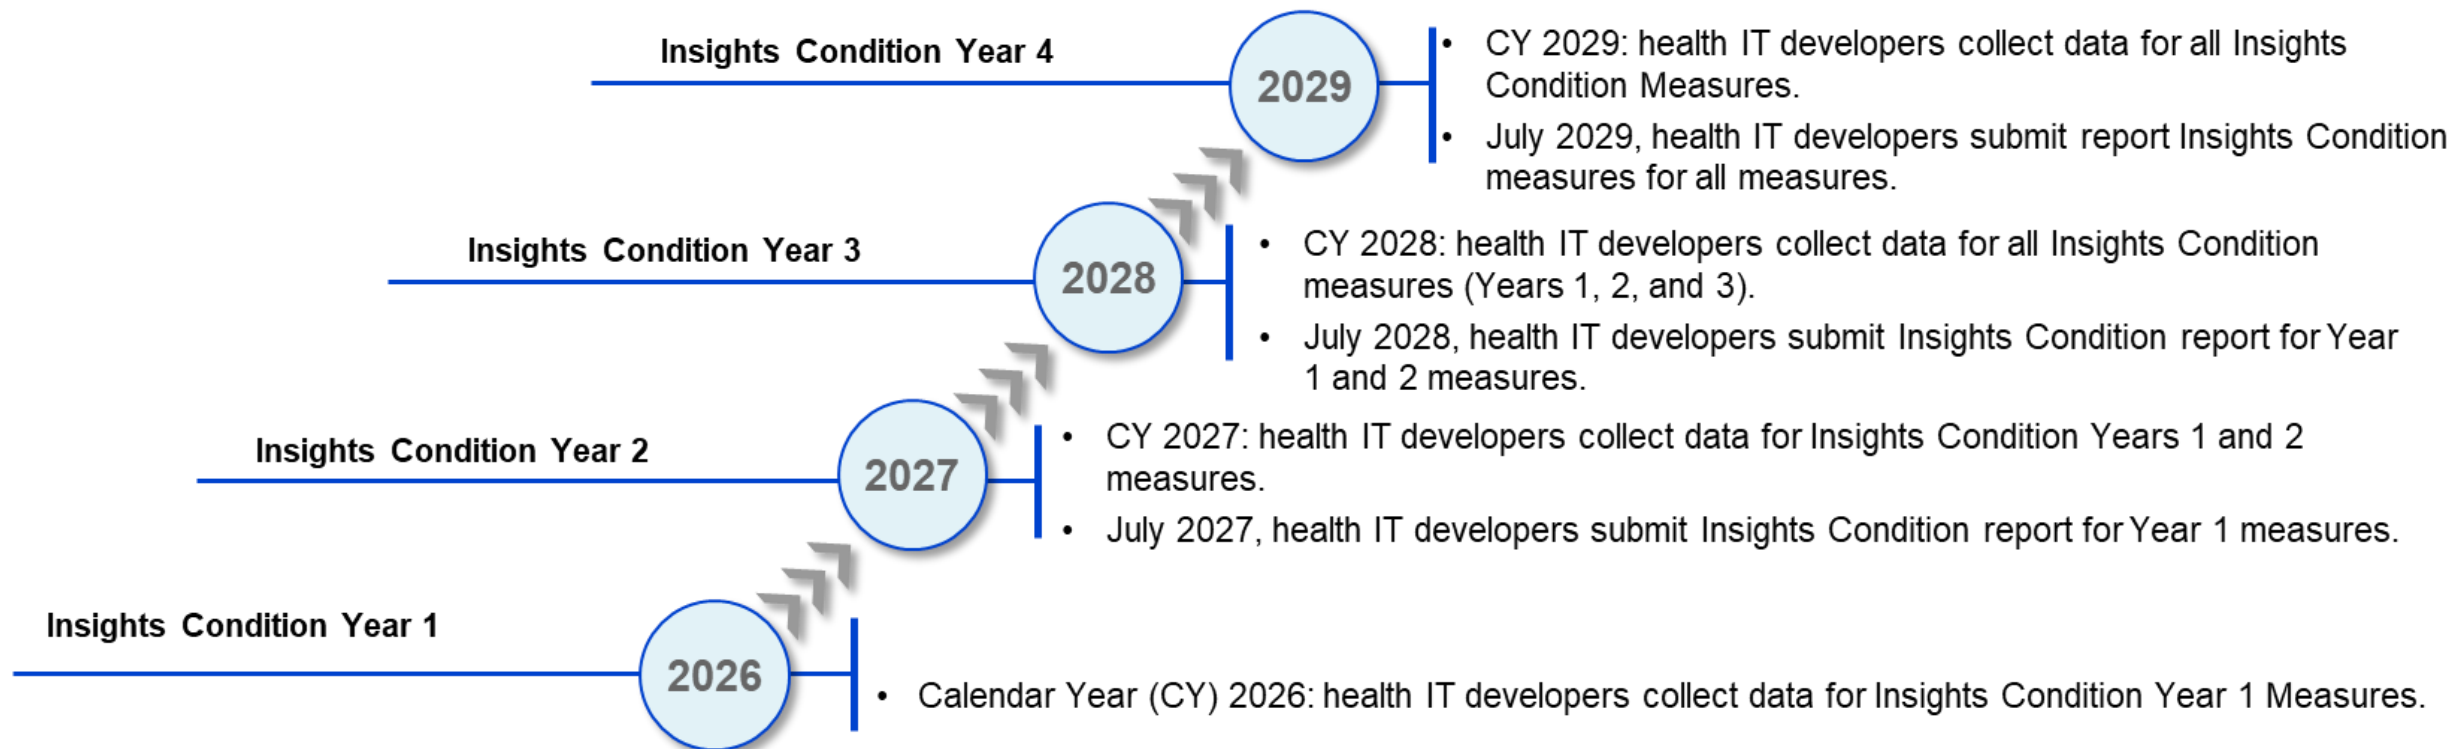 Insights Condition Year 4
2029
• CY 2029: health IT developers collect data for all Insights
Condition Measures.
• July 2029, health IT developers submit report Insights Condition
measures for all measures.
Insights Condition Year 3
2028
• CY 2028: health IT developers collect data for all Insights Condition
measures (Years 1, 2, and 3).
• July 2028, health IT developers submit Insights Condition report for Year
1 and 2 measures.
Insights Condition Year 2
2027
• CY 2027: health IT developers collect data for Insights Condition Years 1 and 2
measures.
• July 2027, health IT developers submit Insights Condition report for Year 1 measures.
Insights Condition Year 1
2026
• Calendar Year (CY) 2026: health IT developers collect data for Insights Condition Year 1 Measures.